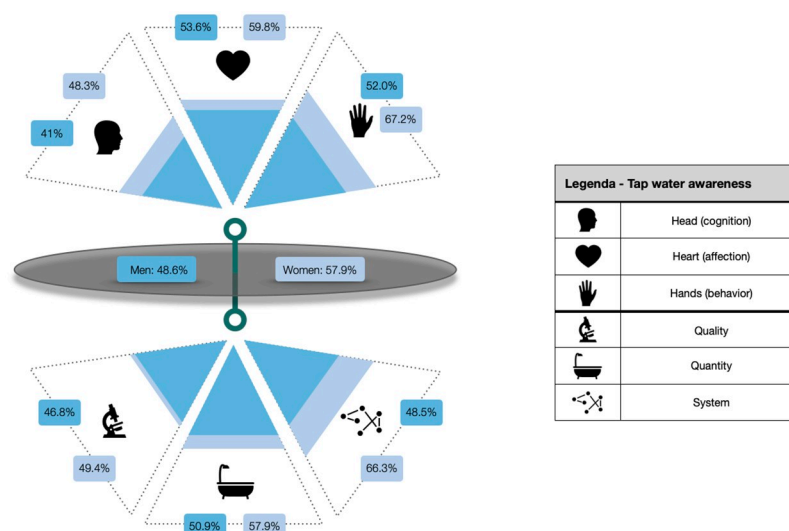 53.6% 59.8%
48.3%
52.0%
41%
67.2%
Men: 48.6% Women: 57.9%
46.8%
48.5%
49.4%
66.3%
50.9% 57.9%
Legenda - Tap water awareness
Head (cognition)
Heart (affection)
Hands (behavior)
Quality
Quantity
System